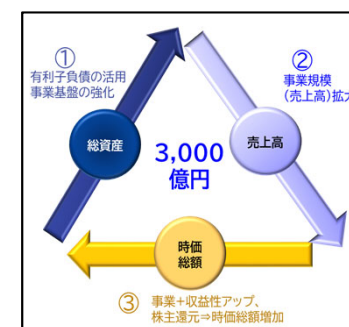 ①
有利子負債の活用
事業基盤の強化
②
事業規模
（売上高）拡大
総資産
3,000
億円
売上高
時価
総額
③
事業+収益性アップ、
株主還元⇒時価総額増加